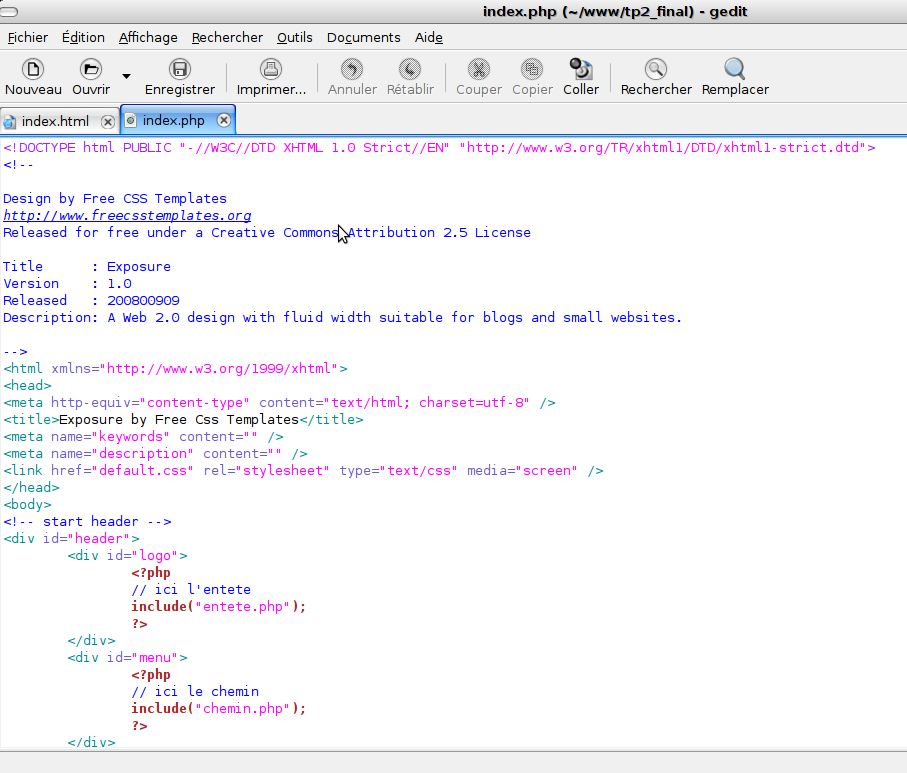 index.php (~/www/tp2_final) - gedit
Fichier Édition Affichage Rechercher Outils Documents Aide
Nouveau Ouvrir Enregistrer Imprimer... Annuler Rétablir Couper Copier Coller Rechercher Remplacer
index.html index.php
<!DOCTYPE html PUBLIC "-//W3C//DTD XHTML 1.0 Strict//EN" "http://www.w3.org/TR/xhtml1/DTD/xhtml1-strict.dtd">
<!--
Design by Free CSS Templates
http://www.freecsstemplates.org
Released for free under a Creative Commons Attribution 2.5 License
Title      : Exposure
Version    : 1.0
Released   : 200800909
Description: A Web 2.0 design with fluid width suitable for blogs and small websites.
-->
<html xmlns="http://www.w3.org/1999/xhtml">
<head>
<meta http-equiv="content-type" content="text/html; charset=utf-8" />
<title>Exposure by Free Css Templates</title>
<meta name="keywords" content="" />
<meta name="description" content="" />
<link href="default.css" rel="stylesheet" type="text/css" media="screen" />
</head>
<body>
<!-- start header -->
<div id="header">
        <div id="logo">
                <?php
                // ici l'entete
                include("entete.php");
                ?>
        </div>
        <div id="menu">
                <?php
                // ici le chemin
                include("chemin.php");
                ?>
        </div>